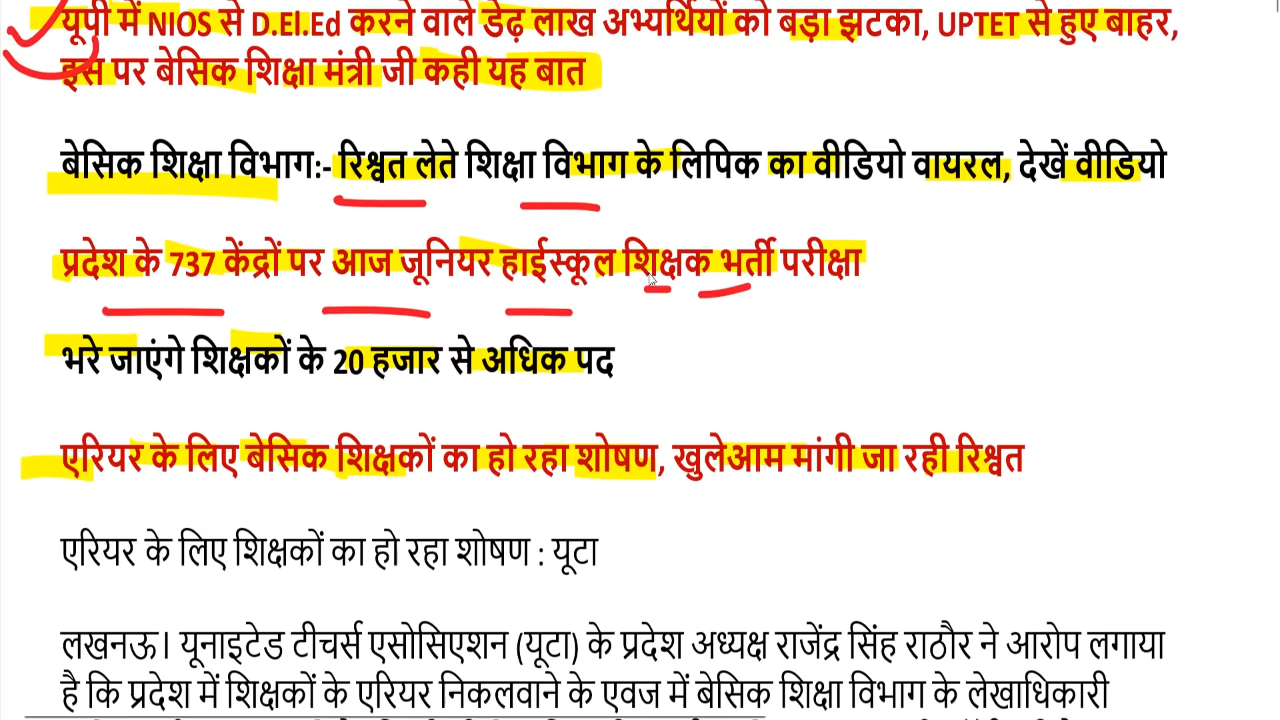 यूपी में NIOS से D.El.Ed करने वाले डेढ़ लाख अभ्यर्थियों को बड़ा झटका, UPTET से हुए बाहर,
इस पर बेसिक शिक्षा मंत्री जी कही यह बात
बेसिक शिक्षा विभाग:- रिश्वत लेते शिक्षा विभाग के लिपिक का वीडियो वायरल, देखें वीडियो
प्रदेश के 737 केंद्रों पर आज जूनियर हाईस्कूल शिक्षक भर्ती परीक्षा
भरे जाएंगे शिक्षकों के 20 हजार से अधिक पद
एरियर के लिए बेसिक शिक्षकों का हो रहा शोषण, खुलेआम मांगी जा रही रिश्वत
एरियर के लिए शिक्षकों का हो रहा शोषण : यूटा
लखनऊ। यूनाइटेड टीचर्स एसोसिएशन (यूटा) के प्रदेश अध्यक्ष राजेंद्र सिंह राठौर ने आरोप लगाया
है कि प्रदेश में शिक्षकों के एरियर निकलवाने के एवज में बेसिक शिक्षा विभाग के लेखाधिकारी